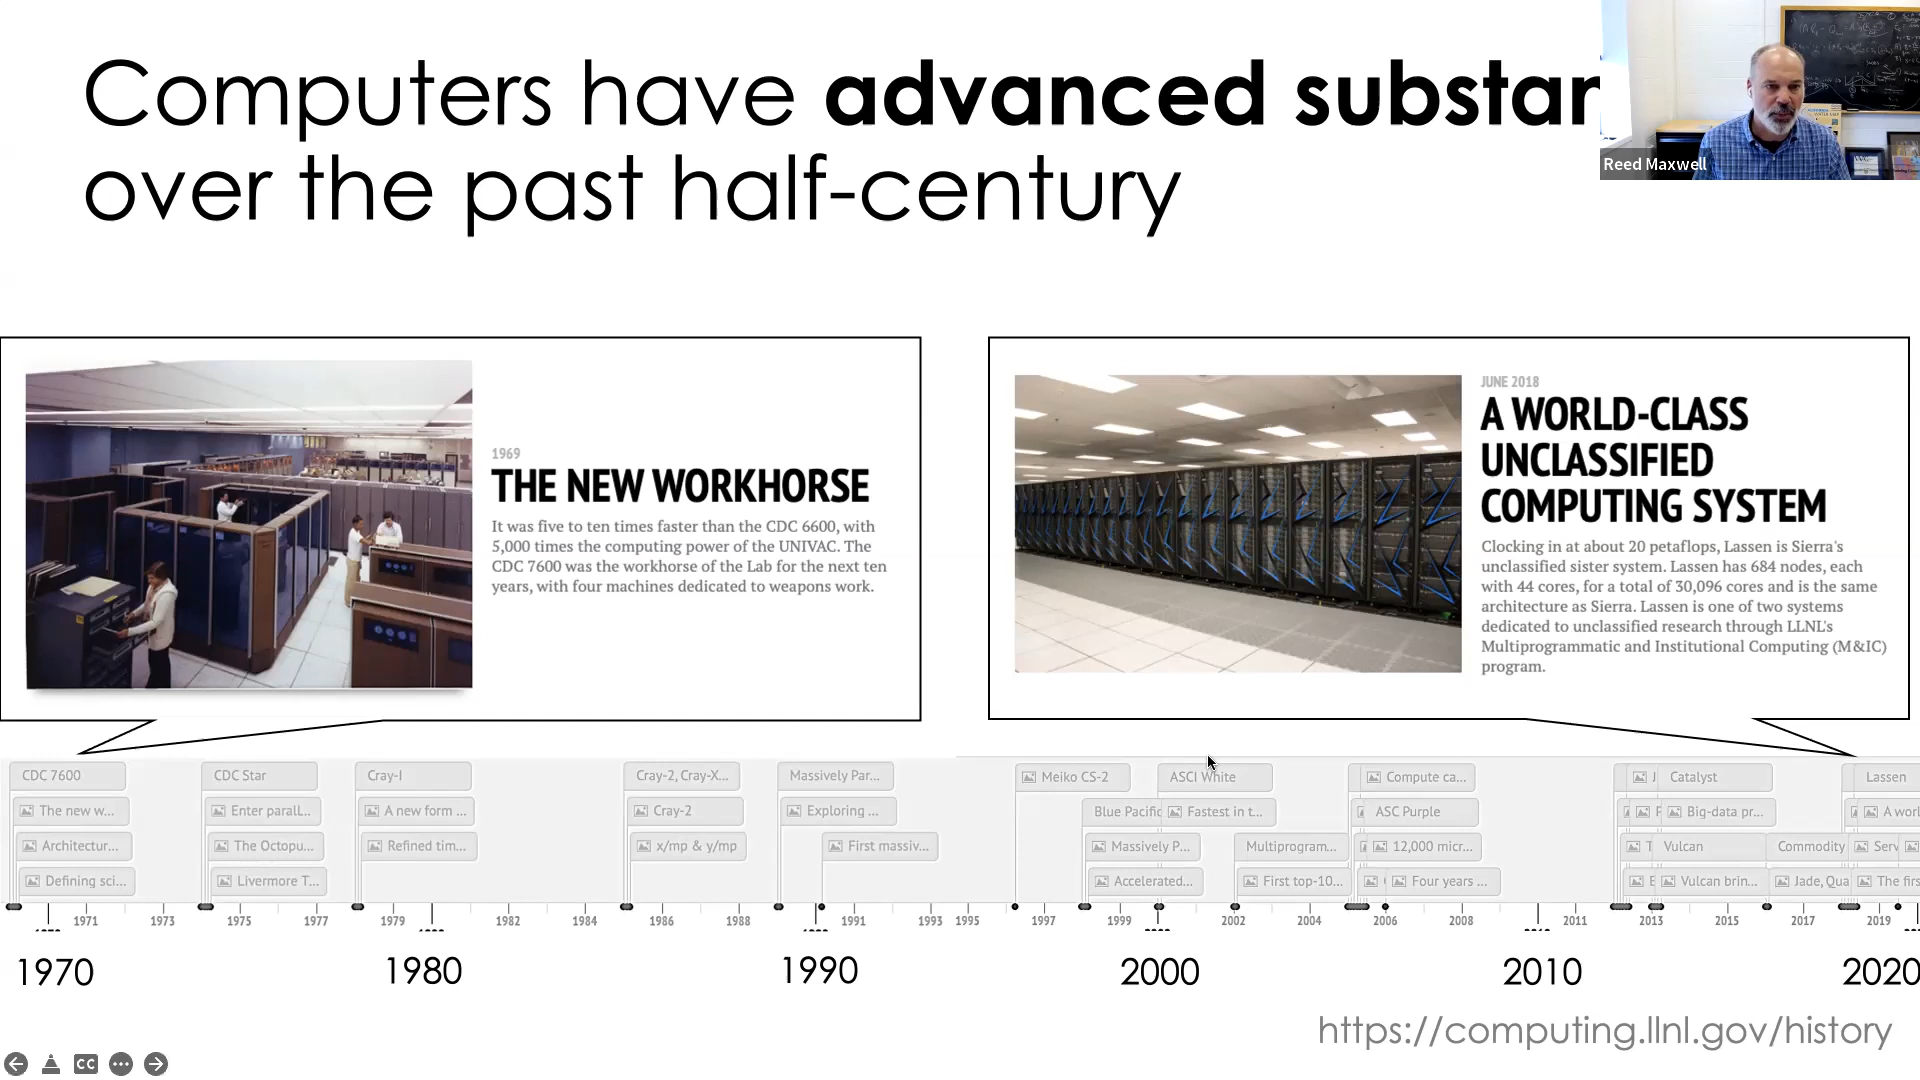 Computers have advanced substan
over the past half-century
Reed Maxwell
1969
THE NEW WORKHORSE
It was five to ten times faster than the CDC 6600, with
5,000 times the computing power of the UNIVAC. The
CDC 7600 was the workhorse of the Lab for the next ten
years, with four machines dedicated to weapons work.
JUNE 2018
A WORLD-CLASS
UNCLASSIFIED
COMPUTING SYSTEM
Clocking in at about 20 petaflops, Lassen is Sierra's
unclassified sister system. Lassen has 684 nodes, each
with 44 cores, for a total of 30,096 cores and is the same
architecture as Sierra. Lassen is one of two systems
dedicated to unclassified research through LLNL's
Multiprogrammatic and Institutional Computing (M&IC)
program.
CDC 7600 CDC Star Cray-I Cray-2, Cray-X... Massively Par... Meiko CS-2 ASCI White Compute ca... J Catalyst Lassen
The new w... Enter parall... A new form ... Cray-2 Exploring ... Blue Pacific Fastest in t... ASC Purple Big-data pr... A worl
Architectur... The Octopu... Refined tim... x/mp & y/mp First massiv... Massively P... Multiprogram... 12,000 micr... T Vulcan Commodity Serv
Defining sci... Livermore T... Accelerated... First top-10... Four years ... Vulcan brin... Jade, Qua The firs
1971 1973 1975 1977 1979 1982 1984 1986 1988 1991 1993 1995 1997 1999 2002 2004 2006 2008 2011 2013 2015 2017 2019
1970 1980 1990 2000 2010 2020
https://computing.llnl.gov/history
CC